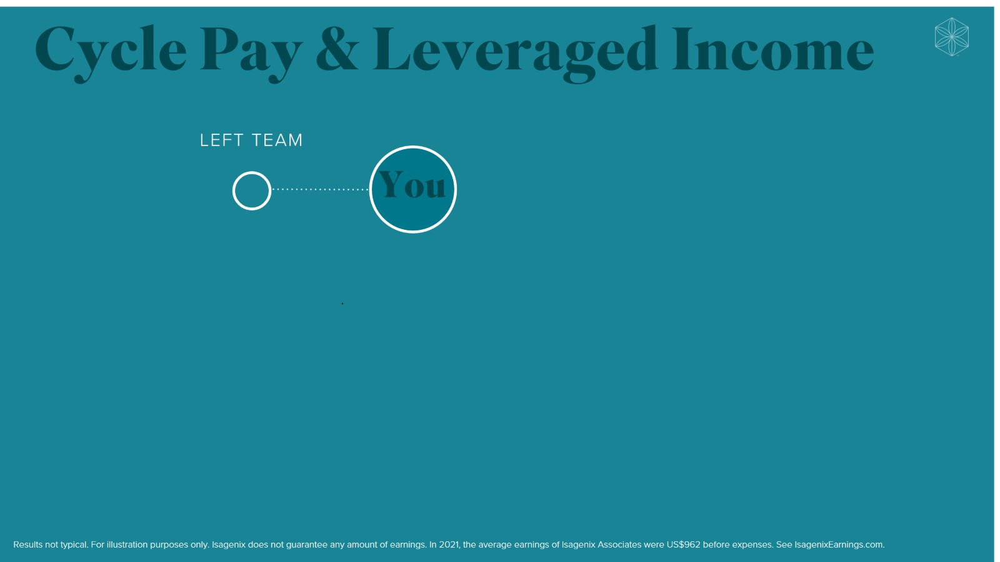 Cycle Pay & Leveraged Income
LEFT TEAM
You
Results not typical. For illustration purposes only. Isagenix does not guarantee any amount of earnings. In 2021, the average earnings of Isagenix Associates were US$962 before expenses. See IsagenixEarnings.com.